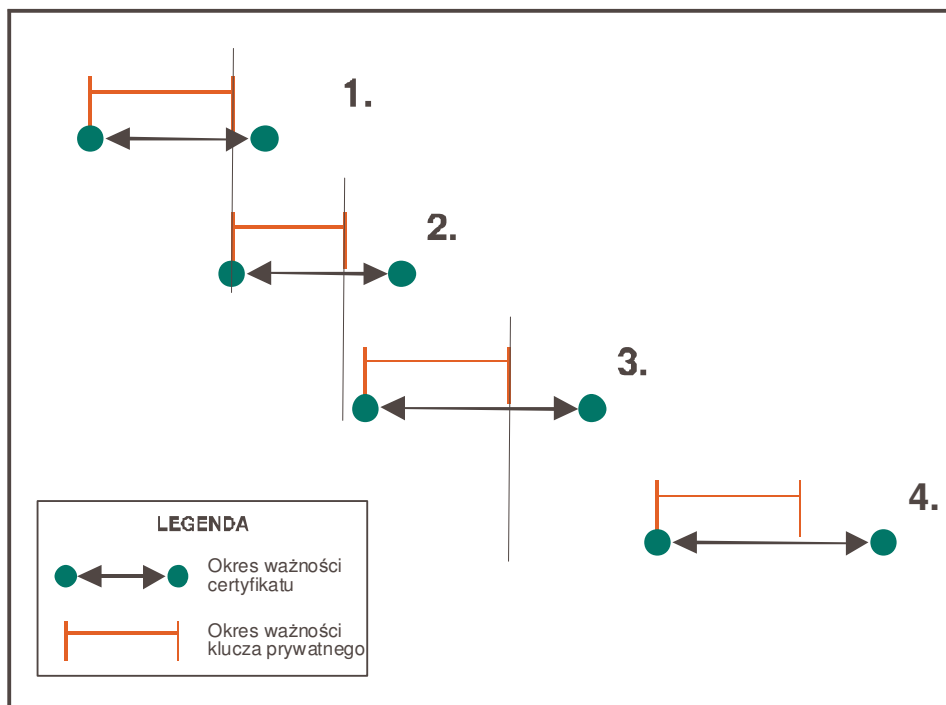 1.
2.
3.
4.
LEGENDA
Okres ważności
certyfikatu
Okres ważności
klucza prywatnego